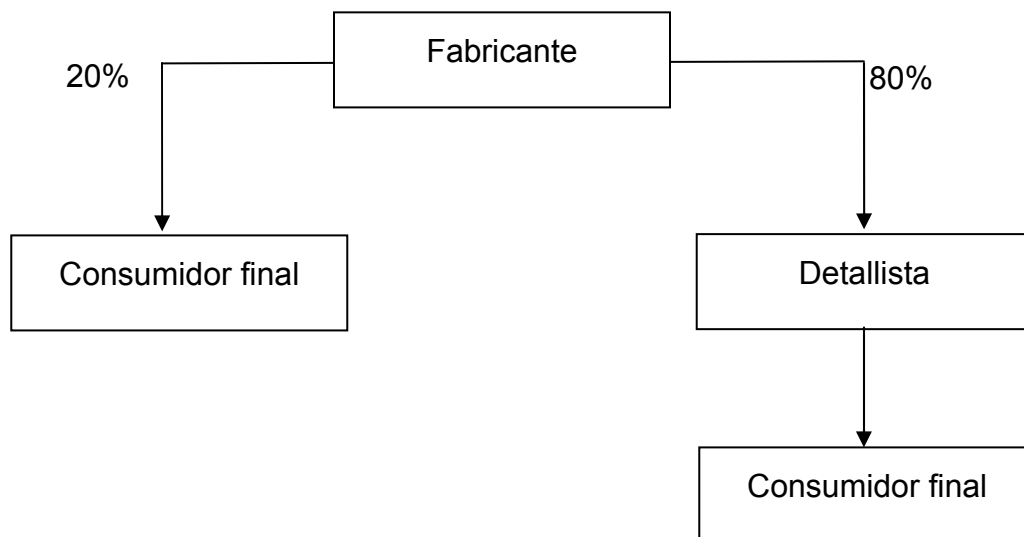 Fabricante
20%
80%
Consumidor final
Detallista
Consumidor final